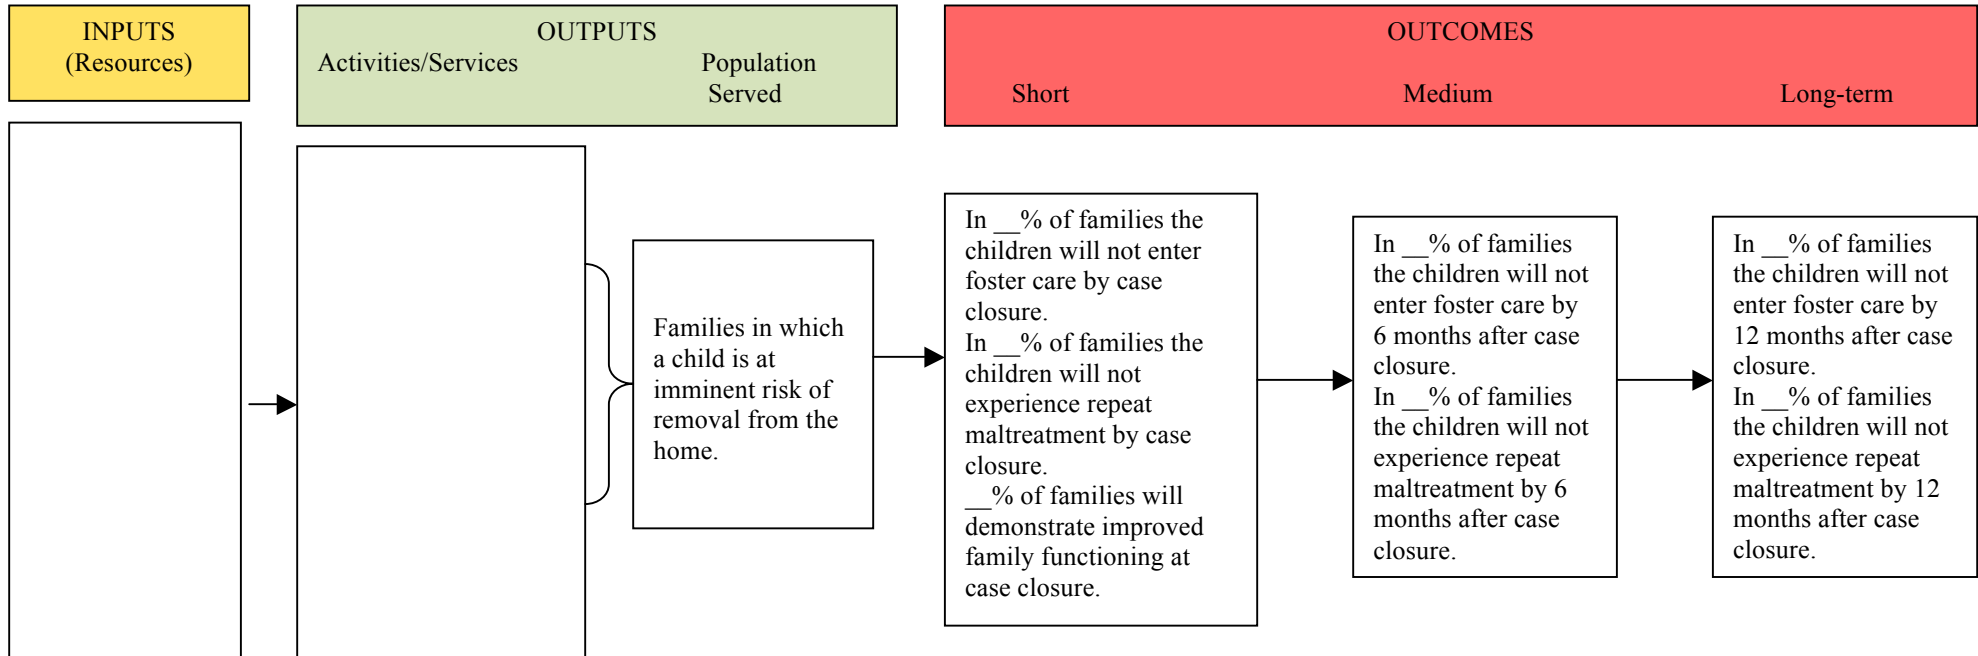 INPUTS
(Resources)
OUTPUTS
Activities/Services
Population
Served
OUTCOMES
Short
Medium
Long-term
Families in which
a child is at
imminent risk of
removal from the
home.
In __% of families the
children will not enter
foster care by case
closure.
In __% of families the
children will not
experience repeat
maltreatment by case
closure.
__% of families will
demonstrate improved
family functioning at
case closure.
In __% of families
the children will not
enter foster care by
6 months after case
closure.
In __% of families
the children will not
experience repeat
maltreatment by 6
months after case
closure.
In __% of families
the children will not
enter foster care by
12 months after case
closure.
In __% of families
the children will not
experience repeat
maltreatment by 12
months after case
closure.